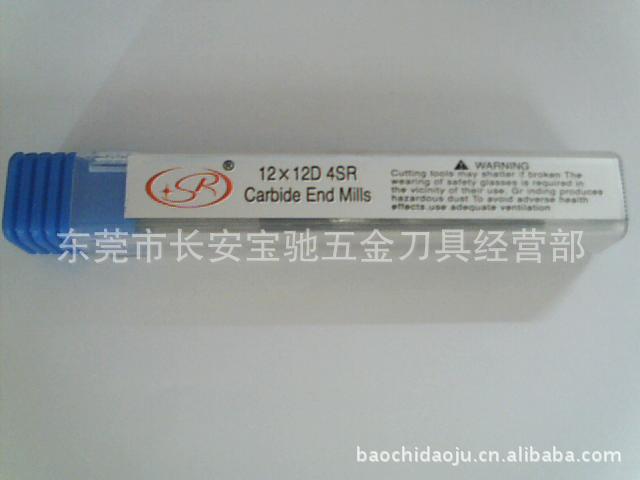 SR®
12×12D 4SR
Carbide End Mills
WARNING
Cutting tools may shatter if broken The
wearing of safety glasses is required in
the vicinity of their use. Gr inding produces
hazardous dust To avoid adverse health
effects.use adequate ventilation
东莞市长安宝驰五金刀具经营部
baochidaoju.cn.alibaba.com